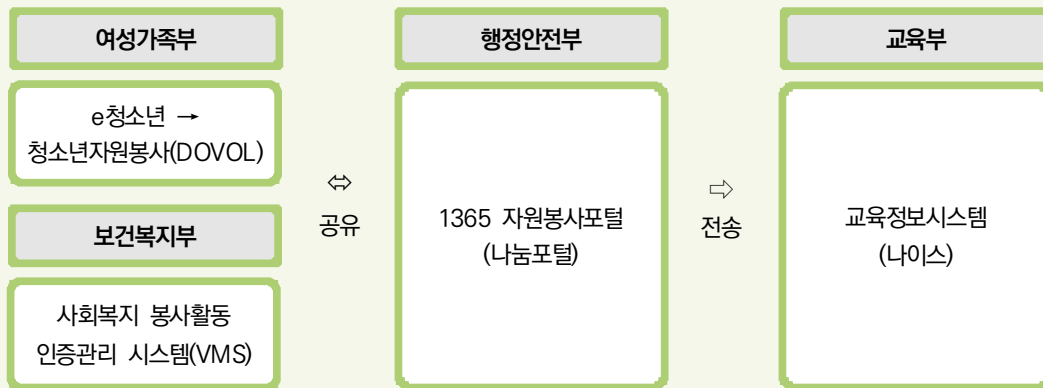 여성가족부
e청소년 →
청소년자원봉사(DOVOL)
보건복지부
사회복지 봉사활동
인증관리 시스템(VMS)
⇔
공유
행정안전부
1365 자원봉사포털
(나눔포털)
⇨
전송
교육부
교육정보시스템
(나이스)